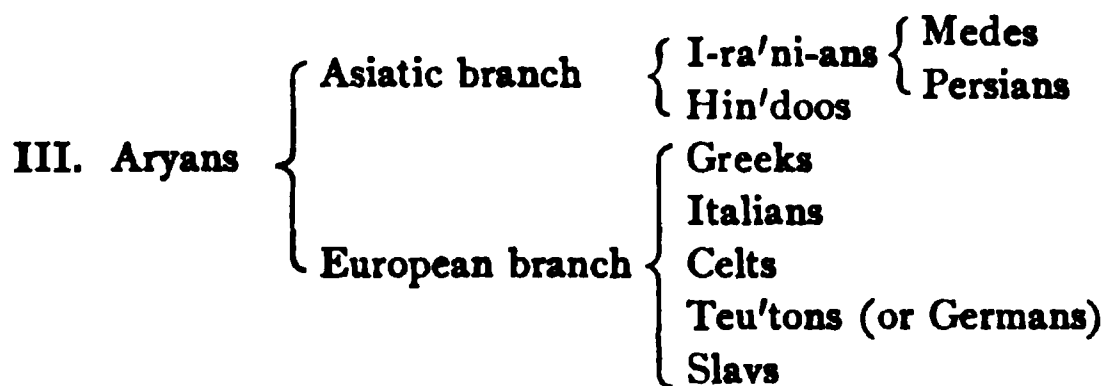 Medes
I-ra′ni-ans
Persians
Asiatic branch
Hin′doos
III. Aryans
Greeks
Italians
European branch
Celts
Teu′tons (or Germans)
Slavs